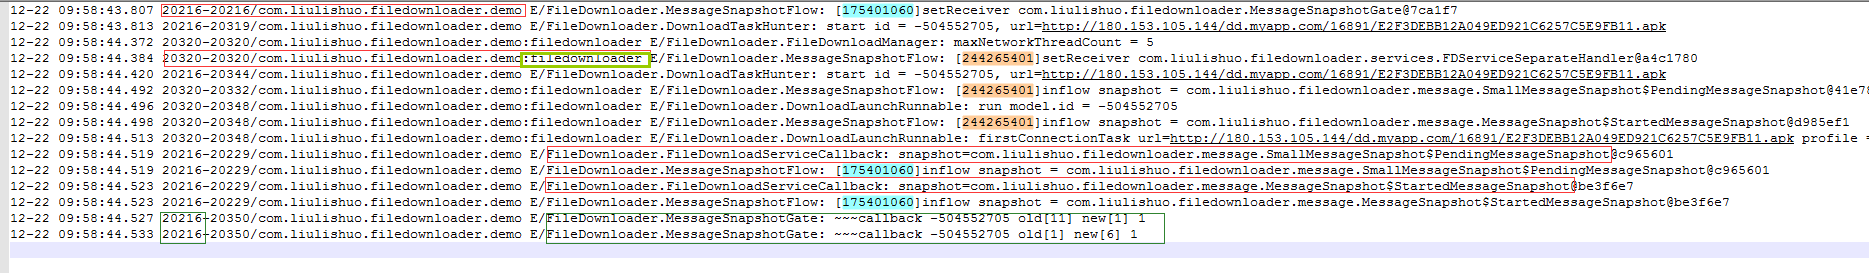 12-22 09:58:43.807 20216-20216/com.liulishuo.filedownloader.demo E/FileDownloader.MessageSnapshotFlow: [175401060]setReceiver com.liulishuo.filedownloader.MessageSnapshotGate@7ca1f7
12-22 09:58:43.813 20216-20319/com.liulishuo.filedownloader.demo E/FileDownloader.DownloadTaskHunter: start id = -504552705, url=http://180.153.105.144/dd.myapp.com/16891/E2F3DEBB12A049ED921C6257C5E9FB11.apk
12-22 09:58:44.372 20320-20320/com.liulishuo.filedownloader.demo:filedownloader E/FileDownloader.FileDownloadManager: maxNetworkThreadCount = 5
12-22 09:58:44.384 20320-20320/com.liulishuo.filedownloader.demo:filedownloader E/FileDownloader.MessageSnapshotFlow: [244265401]setReceiver com.liulishuo.filedownloader.services.FDServiceSeparateHandler@a4c1780
12-22 09:58:44.420 20216-20344/com.liulishuo.filedownloader.demo E/FileDownloader.DownloadTaskHunter: start id = -504552705, url=http://180.153.105.144/dd.myapp.com/16891/E2F3DEBB12A049ED921C6257C5E9FB11.apk
12-22 09:58:44.492 20320-20332/com.liulishuo.filedownloader.demo:filedownloader E/FileDownloader.MessageSnapshotFlow: [244265401]inflow snapshot = com.liulishuo.filedownloader.message.SmallMessageSnapshot$PendingMessageSnapshot@41e78
12-22 09:58:44.496 20320-20348/com.liulishuo.filedownloader.demo:filedownloader E/FileDownloader.DownloadLaunchRunnable: run model.id = -504552705
12-22 09:58:44.498 20320-20348/com.liulishuo.filedownloader.demo:filedownloader E/FileDownloader.MessageSnapshotFlow: [244265401]inflow snapshot = com.liulishuo.filedownloader.message.MessageSnapshot$StartedMessageSnapshot@d985ef1
12-22 09:58:44.513 20320-20348/com.liulishuo.filedownloader.demo:filedownloader E/FileDownloader.DownloadLaunchRunnable: firstConnectionTask url=http://180.153.105.144/dd.myapp.com/16891/E2F3DEBB12A049ED921C6257C5E9FB11.apk profile =
12-22 09:58:44.519 20216-20229/com.liulishuo.filedownloader.demo E/FileDownloader.FileDownloadServiceCallback: snapshot=com.liulishuo.filedownloader.message.SmallMessageSnapshot$PendingMessageSnapshot@c965601
12-22 09:58:44.519 20216-20229/com.liulishuo.filedownloader.demo E/FileDownloader.MessageSnapshotFlow: [175401060]inflow snapshot = com.liulishuo.filedownloader.message.SmallMessageSnapshot$PendingMessageSnapshot@c965601
12-22 09:58:44.523 20216-20229/com.liulishuo.filedownloader.demo E/FileDownloader.FileDownloadServiceCallback: snapshot=com.liulishuo.filedownloader.message.MessageSnapshot$StartedMessageSnapshot@be3f6e7
12-22 09:58:44.523 20216-20229/com.liulishuo.filedownloader.demo E/FileDownloader.MessageSnapshotFlow: [175401060]inflow snapshot = com.liulishuo.filedownloader.message.MessageSnapshot$StartedMessageSnapshot@be3f6e7
12-22 09:58:44.527 20216-20350/com.liulishuo.filedownloader.demo E/FileDownloader.MessageSnapshotGate: ~~~callback -504552705 old[11] new[1] 1
12-22 09:58:44.533 20216-20350/com.liulishuo.filedownloader.demo E/FileDownloader.MessageSnapshotGate: ~~~callback -504552705 old[1] new[6] 1